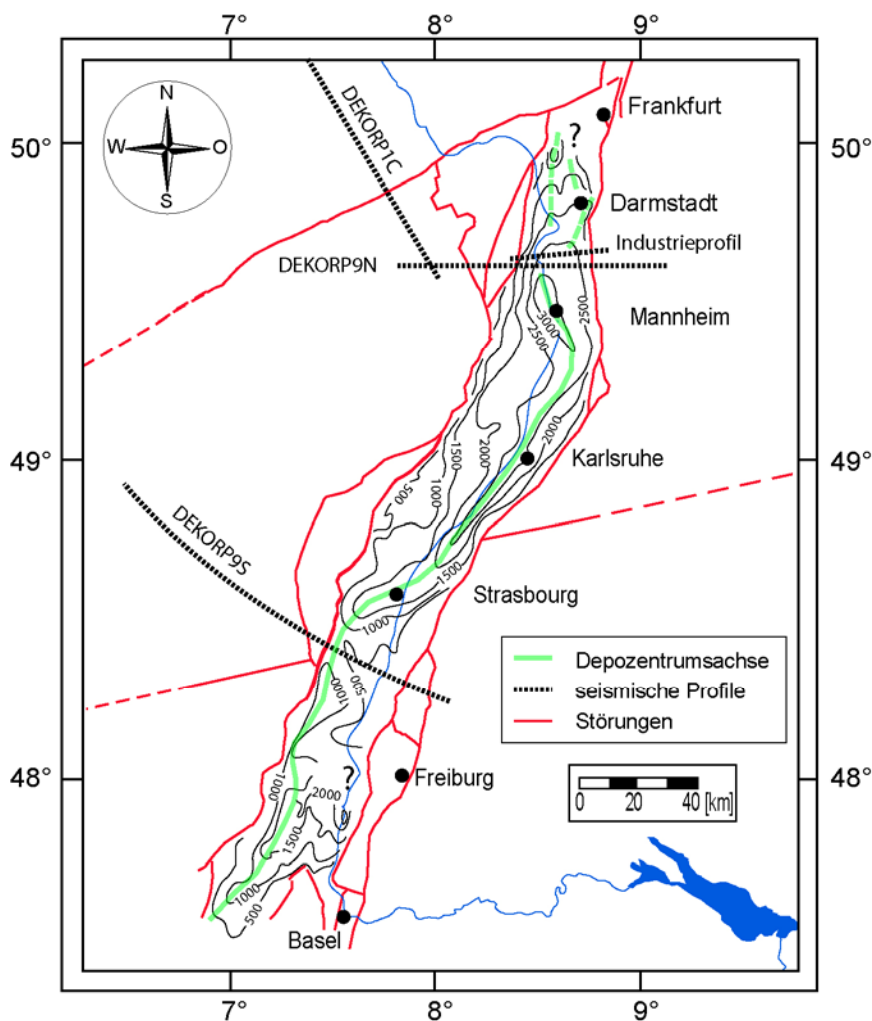 7°
8°
9°
50°
50°
N
W
O
S
DEKORP1C
Frankfurt
?
Darmstadt
Industrieprofil
DEKORP9N
3000
2500
2500
Mannheim
49°
49°
2000
1500
2000
1000
500
Karlsruhe
DEKORP9S
1500
Strasbourg
1000
500
1000
Depozentrumsachse
seismische Profile
Störungen
48°
48°
?
Freiburg
1000
2000
1500
1000
500
0 20 40 [km]
Basel
7°
8°
9°